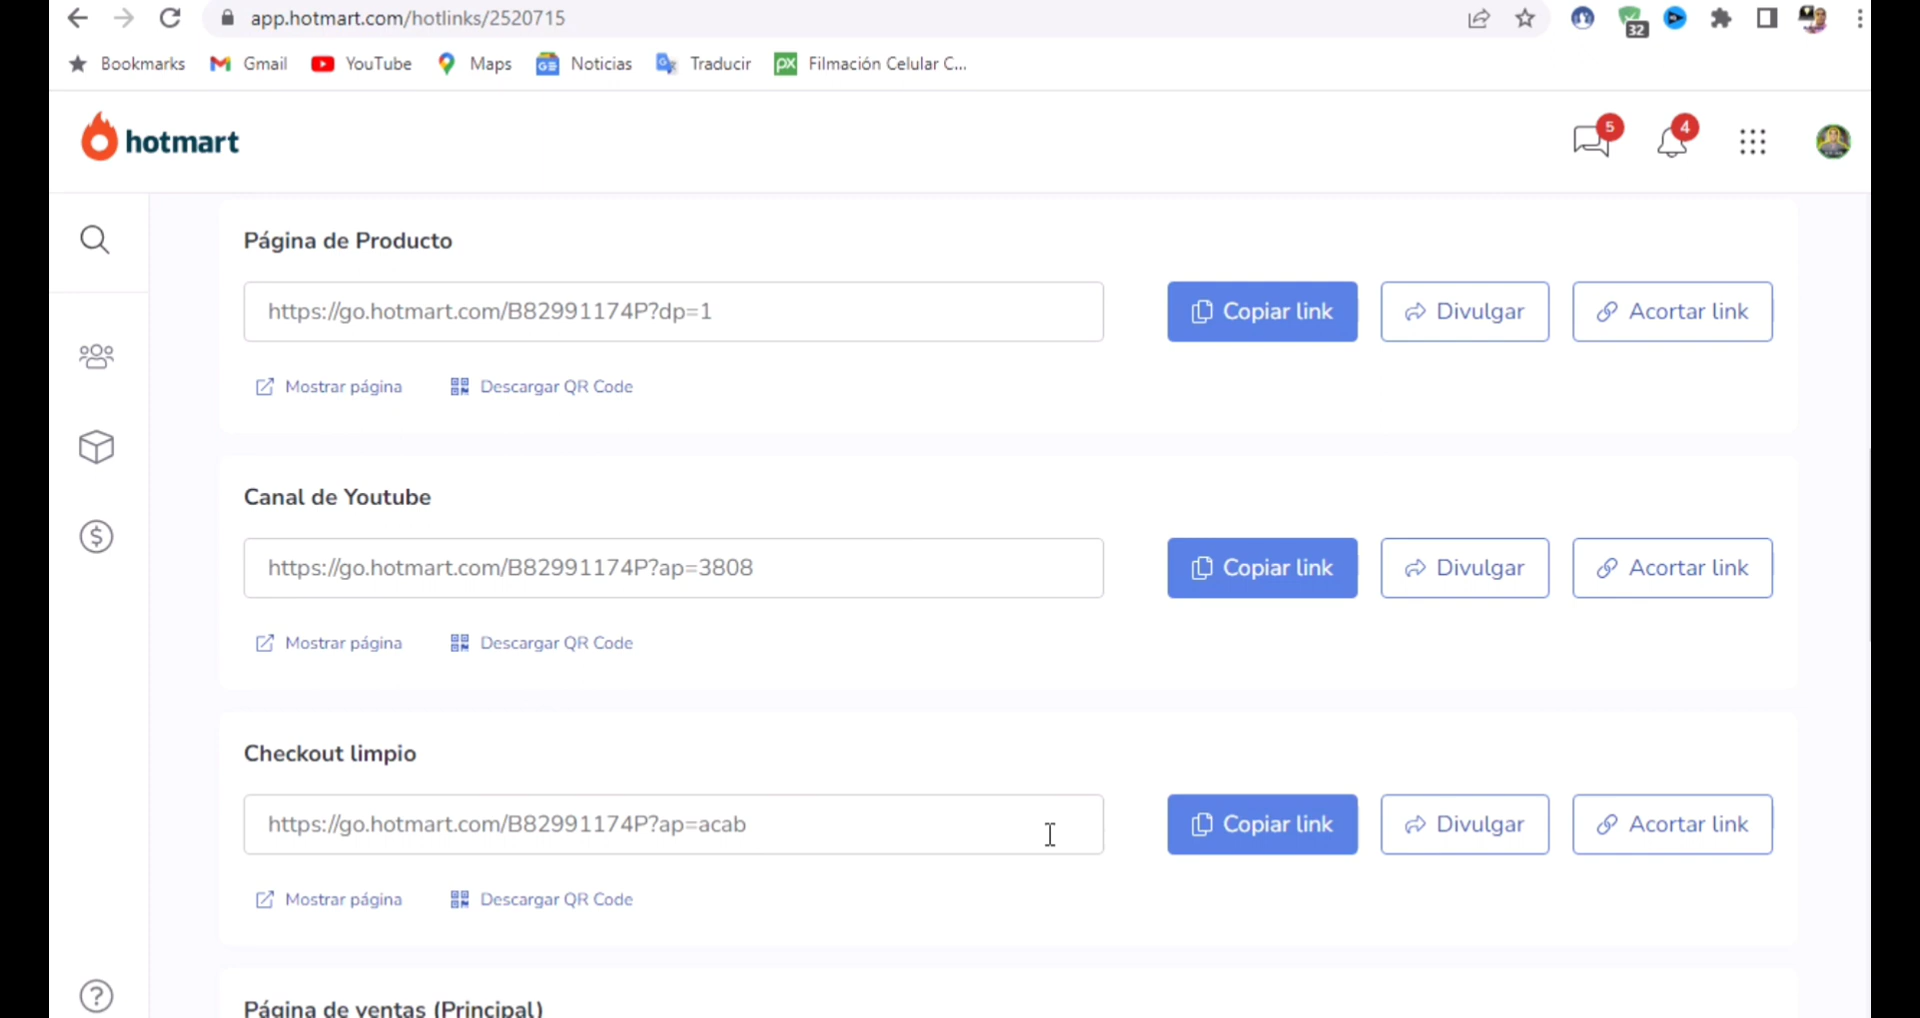 app.hotmart.com/hotlinks/2520715
32
Bookmarks Gmail YouTube Maps Noticias Traducir Filmación Celular C...
hotmart
5
4
Página de Producto
https://go.hotmart.com/B82991174P?dp=1
Copiar link
Divulgar
Acortar link
Mostrar página
Descargar QR Code
Canal de Youtube
https://go.hotmart.com/B82991174P?ap=3808
Copiar link
Divulgar
Acortar link
Mostrar página
Descargar QR Code
Checkout limpio
https://go.hotmart.com/B82991174P?ap=acab
Copiar link
Divulgar
Acortar link
Mostrar página
Descargar QR Code
Página de ventas (Principal)